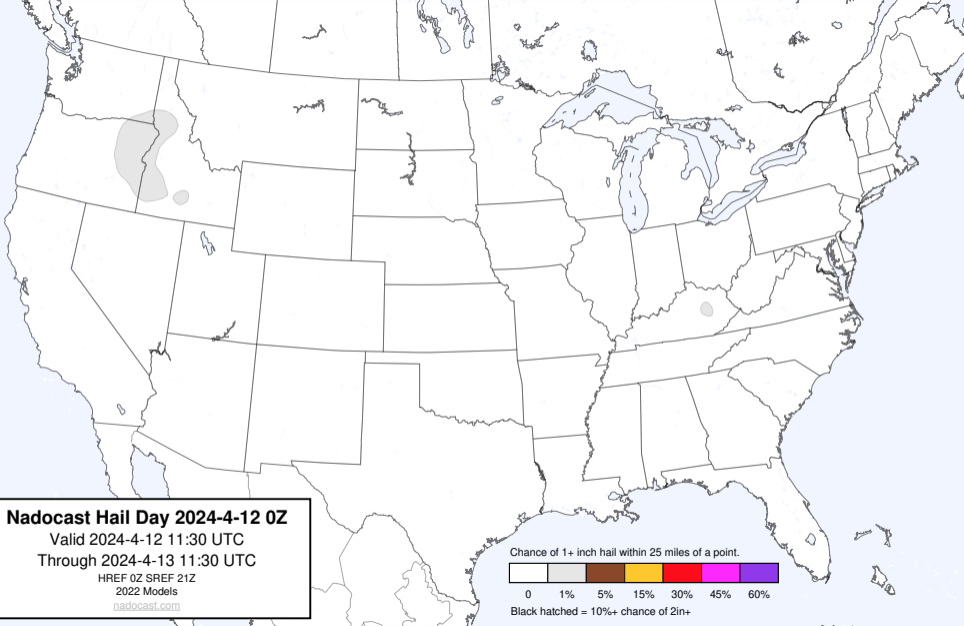 Nadocast Hail Day 2024-4-12 0Z
Valid 2024-4-12 11:30 UTC
Through 2024-4-13 11:30 UTC
HREF 0Z SREF 21Z
2022 Models
nadocast.com
Chance of 1+ inch hail within 25 miles of a point.
0 1% 5% 15% 30% 45% 60%
Black hatched = 10%+ chance of 2in+